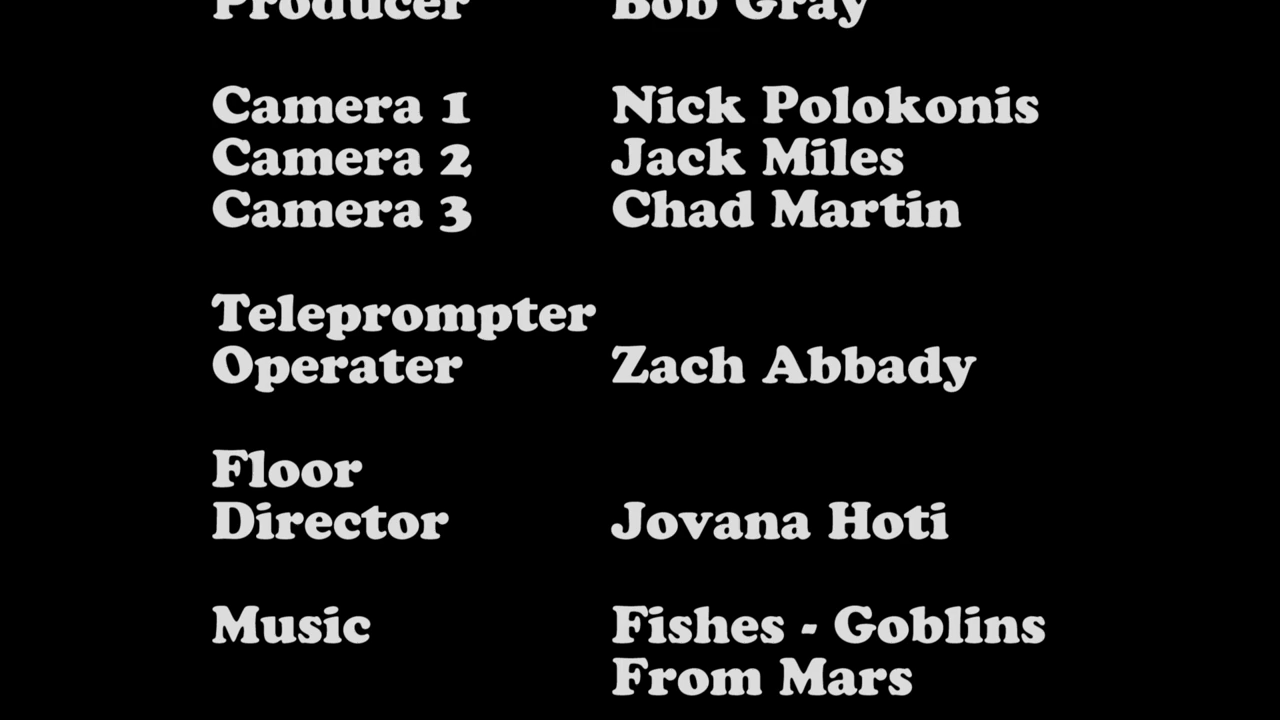 Producer Bob Gray
Camera 1 Nick Polokonis
Camera 2 Jack Miles
Camera 3 Chad Martin
Teleprompter
Operater Zach Abbady
Floor
Director Jovana Hoti
Music Fishes - Goblins
From Mars